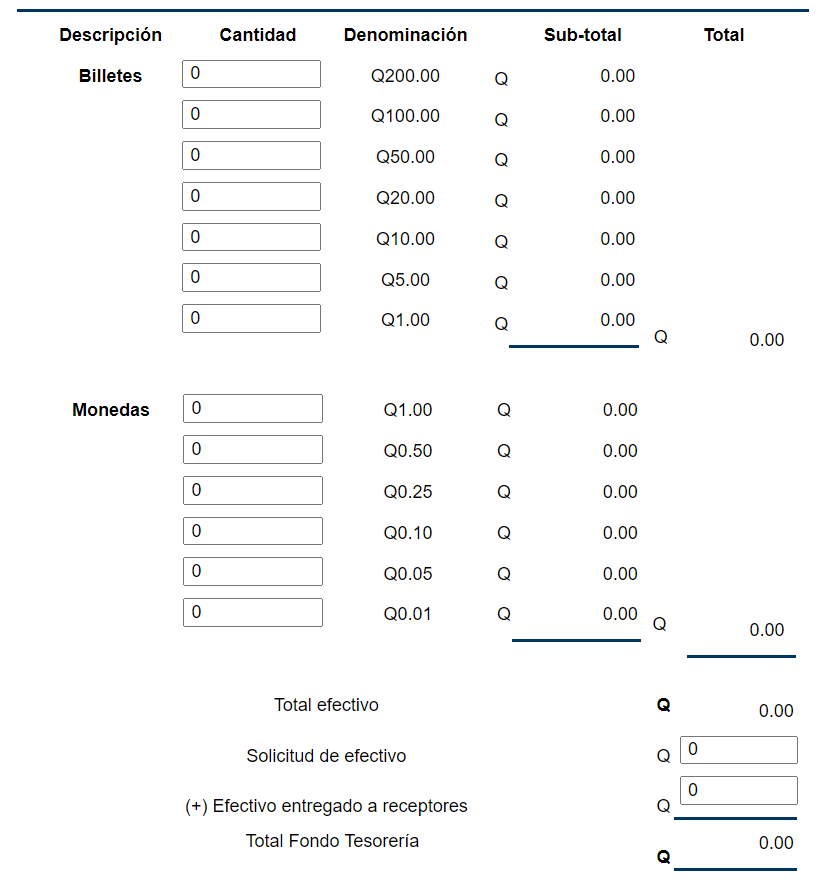 Descripción Cantidad Denominación Sub-total Total
Billetes 0 Q200.00 Q 0.00
0 Q100.00 Q 0.00
0 Q50.00 Q 0.00
0 Q20.00 Q 0.00
0 Q10.00 Q 0.00
0 Q5.00 Q 0.00
0 Q1.00 Q 0.00
Q 0.00
Monedas 0 Q1.00 Q 0.00
0 Q0.50 Q 0.00
0 Q0.25 Q 0.00
0 Q0.10 Q 0.00
0 Q0.05 Q 0.00
0 Q0.01 Q 0.00
Q 0.00
Total efectivo Q 0.00
Solicitud de efectivo Q 0
(+) Efectivo entregado a receptores Q 0
Total Fondo Tesorería Q 0.00